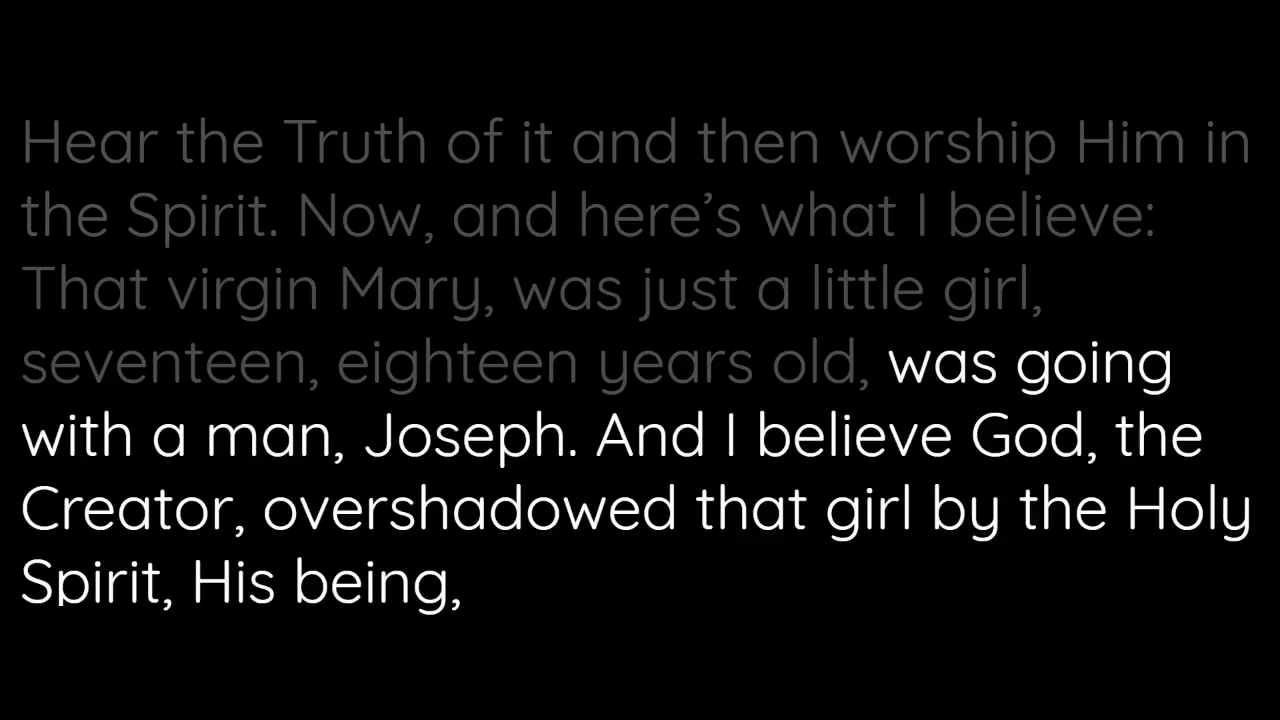 Hear the Truth of it and then worship Him in
the Spirit. Now, and here’s what I believe:
That virgin Mary, was just a little girl,
seventeen, eighteen years old, was going
with a man, Joseph. And I believe God, the
Creator, overshadowed that girl by the Holy
Spirit, His being,